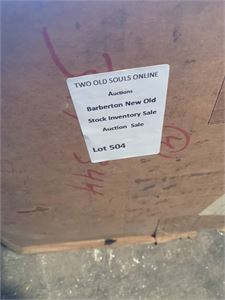 TWO OLD SOULS ONLINE
Auctions
Barberton New Old
Stock Inventory Sale
Auction Sale
Lot 504